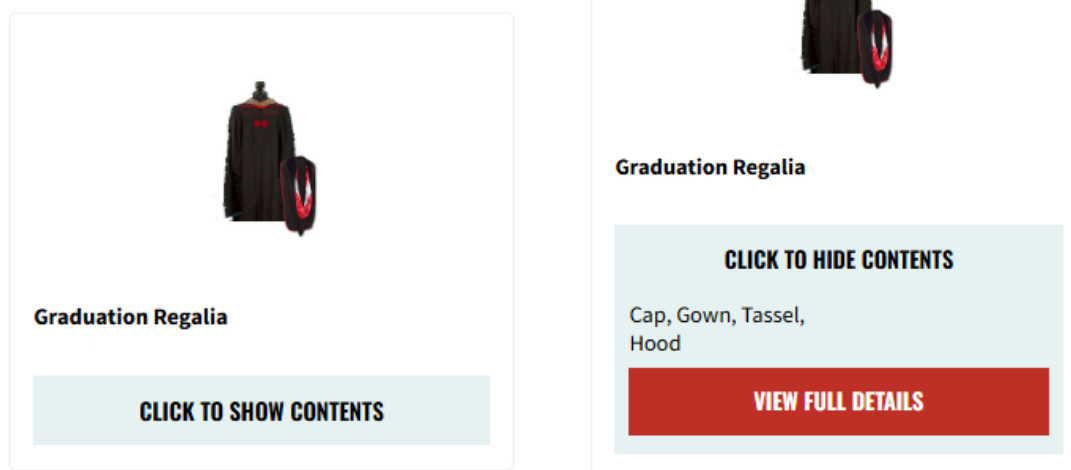 Graduation Regalia
CLICK TO SHOW CONTENTS
Graduation Regalia
CLICK TO HIDE CONTENTS
Cap, Gown, Tassel,
Hood
VIEW FULL DETAILS